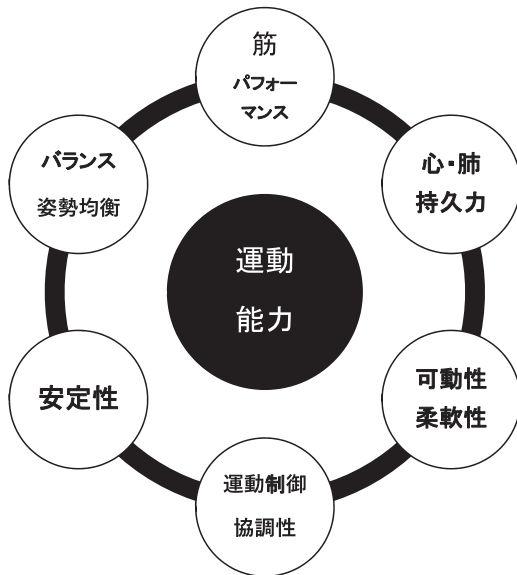 筋
パフォー
マンス
心・肺
持久力
可動性
柔軟性
運動制御
協調性
安定性
バランス
姿勢均衡
運動
能力